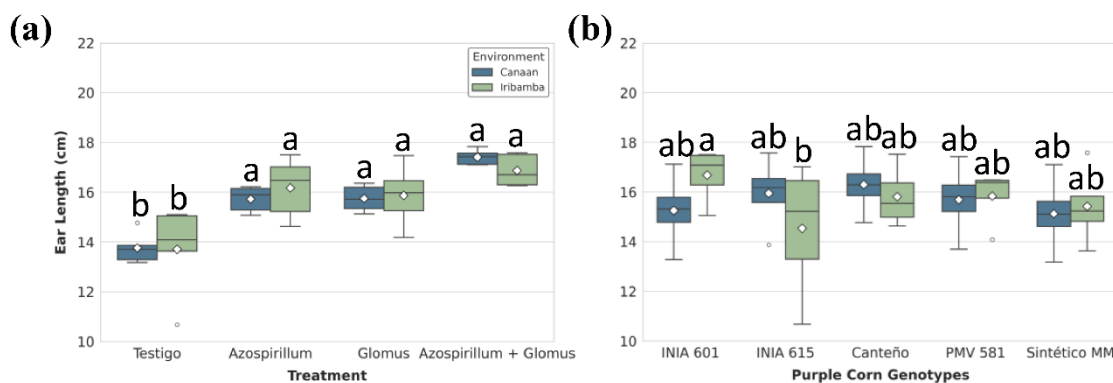 (a)
22
20
18
16
14
12
10
Ear Length (cm)
Environment
Canaan
Iribamba
b
b
a
a
a
a
a
a
Testigo
Azospirillum
Glomus
Azospirillum + Glomus
Treatment
(b)
22
20
18
16
14
12
10
ab
a
ab
b
ab
ab
ab
ab
ab
ab
INIA 601
INIA 615
Canteño
PMV 581
Sintético MM
Purple Corn Genotypes